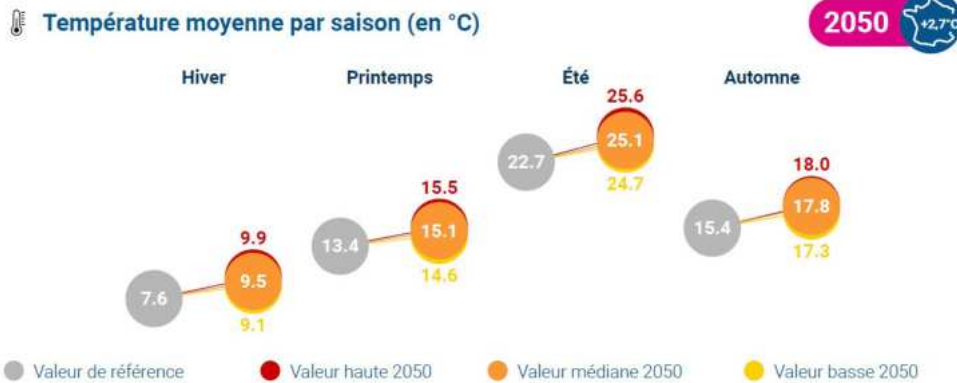 Température moyenne par saison (en °C)
2050
+2,7°C
Hiver
Printemps
Été
Automne
25.6
22.7
25.1
24.7
18.0
15.4
17.8
17.3
15.5
13.4
15.1
14.6
9.9
7.6
9.5
9.1
Valeur de référence
Valeur haute 2050
Valeur médiane 2050
Valeur basse 2050